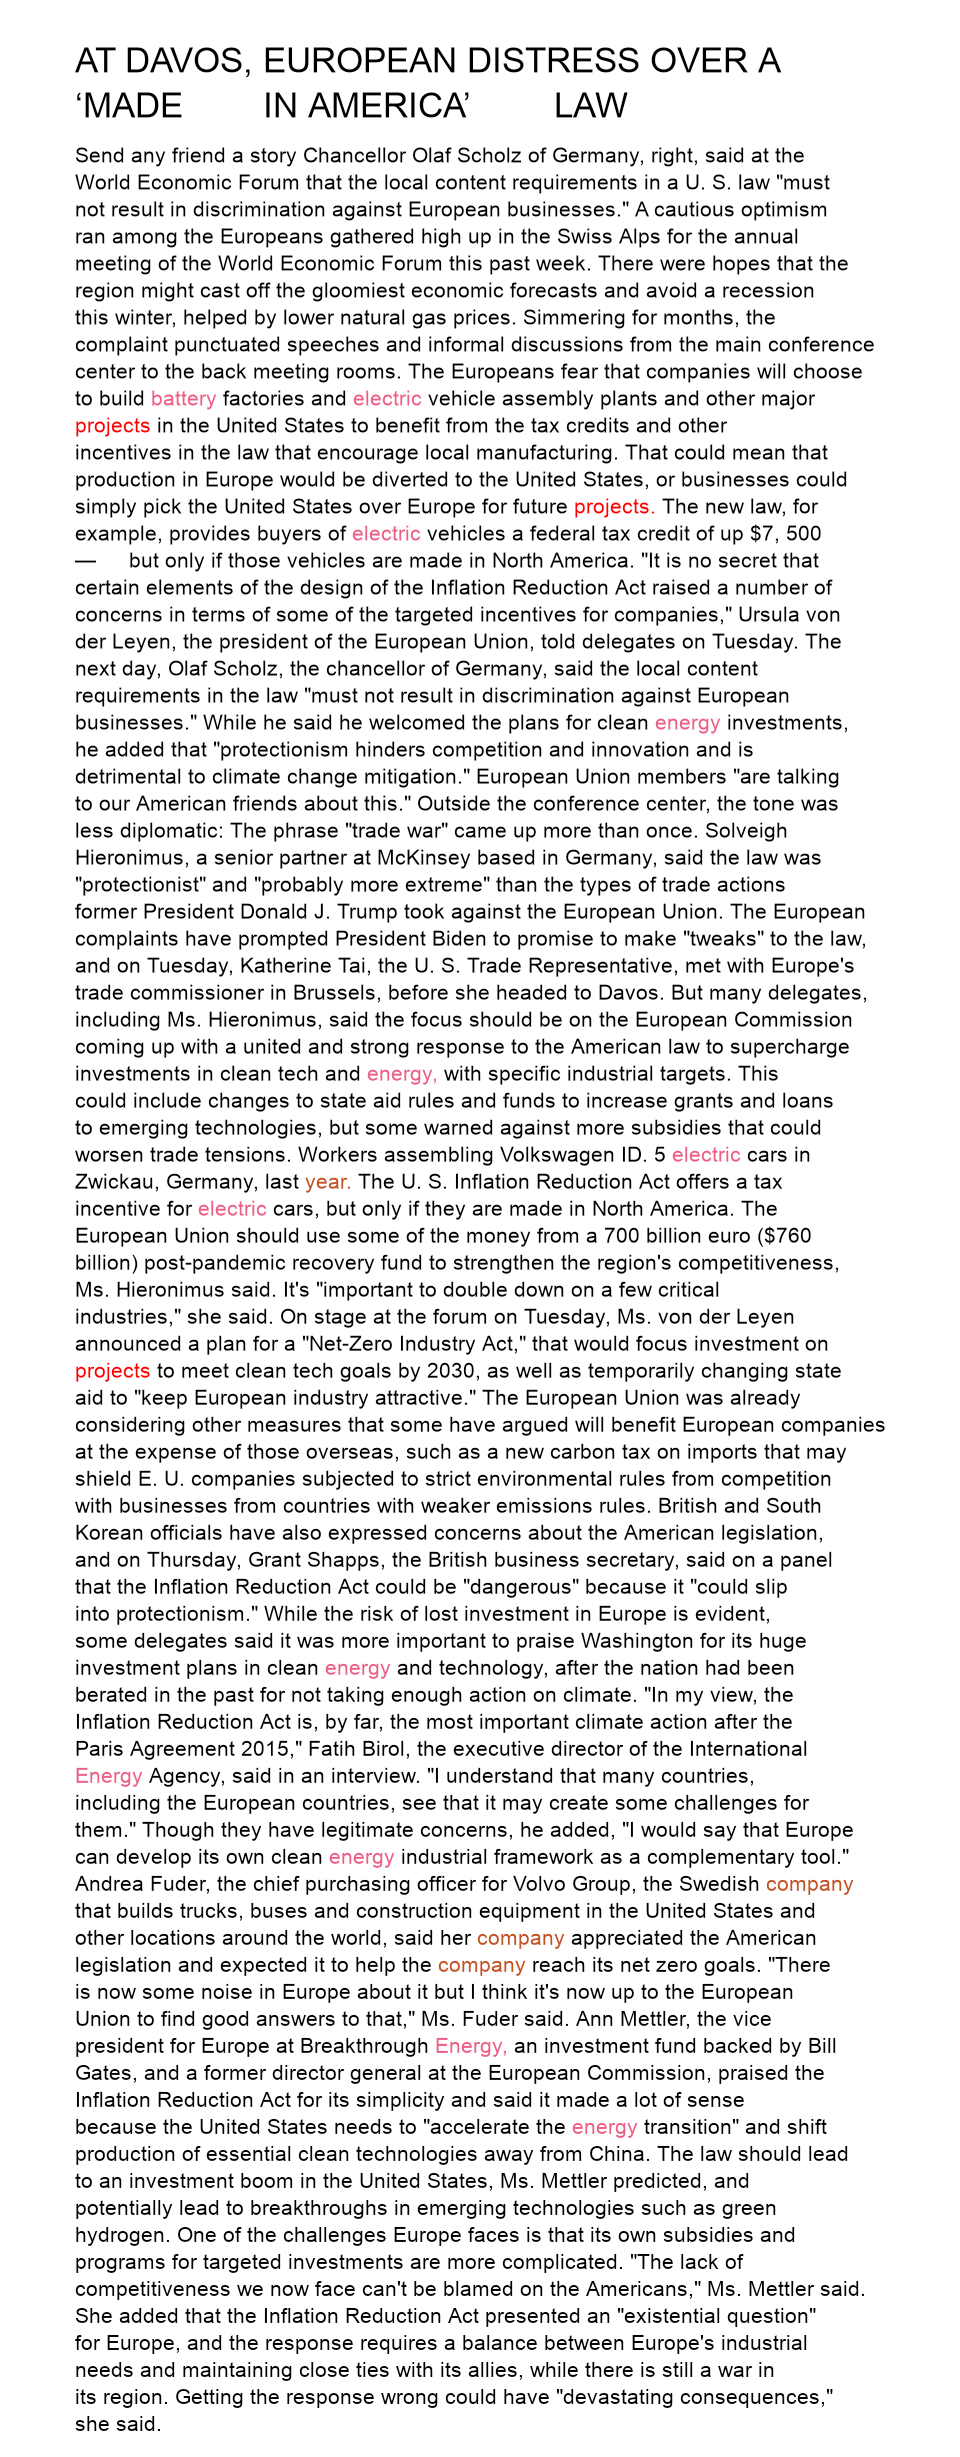 AT DAVOS, EUROPEAN DISTRESS OVER A
‘MADE IN AMERICA’ LAW
Send any friend a story Chancellor Olaf Scholz of Germany, right, said at the
World Economic Forum that the local content requirements in a U. S. law "must
not result in discrimination against European businesses." A cautious optimism
ran among the Europeans gathered high up in the Swiss Alps for the annual
meeting of the World Economic Forum this past week. There were hopes that the
region might cast off the gloomiest economic forecasts and avoid a recession
this winter, helped by lower natural gas prices. Simmering for months, the
complaint punctuated speeches and informal discussions from the main conference
center to the back meeting rooms. The Europeans fear that companies will choose
to build battery factories and electric vehicle assembly plants and other major
projects in the United States to benefit from the tax credits and other
incentives in the law that encourage local manufacturing. That could mean that
production in Europe would be diverted to the United States, or businesses could
simply pick the United States over Europe for future projects. The new law, for
example, provides buyers of electric vehicles a federal tax credit of up $7, 500
— but only if those vehicles are made in North America. "It is no secret that
certain elements of the design of the Inflation Reduction Act raised a number of
concerns in terms of some of the targeted incentives for companies," Ursula von
der Leyen, the president of the European Union, told delegates on Tuesday. The
next day, Olaf Scholz, the chancellor of Germany, said the local content
requirements in the law "must not result in discrimination against European
businesses." While he said he welcomed the plans for clean energy investments,
he added that "protectionism hinders competition and innovation and is
detrimental to climate change mitigation." European Union members "are talking
to our American friends about this." Outside the conference center, the tone was
less diplomatic: The phrase "trade war" came up more than once. Solveigh
Hieronimus, a senior partner at McKinsey based in Germany, said the law was
"protectionist" and "probably more extreme" than the types of trade actions
former President Donald J. Trump took against the European Union. The European
complaints have prompted President Biden to promise to make "tweaks" to the law,
and on Tuesday, Katherine Tai, the U. S. Trade Representative, met with Europe's
trade commissioner in Brussels, before she headed to Davos. But many delegates,
including Ms. Hieronimus, said the focus should be on the European Commission
coming up with a united and strong response to the American law to supercharge
investments in clean tech and energy, with specific industrial targets. This
could include changes to state aid rules and funds to increase grants and loans
to emerging technologies, but some warned against more subsidies that could
worsen trade tensions. Workers assembling Volkswagen ID. 5 electric cars in
Zwickau, Germany, last year. The U. S. Inflation Reduction Act offers a tax
incentive for electric cars, but only if they are made in North America. The
European Union should use some of the money from a 700 billion euro ($760
billion) post-pandemic recovery fund to strengthen the region's competitiveness,
Ms. Hieronimus said. It's "important to double down on a few critical
industries," she said. On stage at the forum on Tuesday, Ms. von der Leyen
announced a plan for a "Net-Zero Industry Act," that would focus investment on
projects to meet clean tech goals by 2030, as well as temporarily changing state
aid to "keep European industry attractive." The European Union was already
considering other measures that some have argued will benefit European companies
at the expense of those overseas, such as a new carbon tax on imports that may
shield E. U. companies subjected to strict environmental rules from competition
with businesses from countries with weaker emissions rules. British and South
Korean officials have also expressed concerns about the American legislation,
and on Thursday, Grant Shapps, the British business secretary, said on a panel
that the Inflation Reduction Act could be "dangerous" because it "could slip
into protectionism." While the risk of lost investment in Europe is evident,
some delegates said it was more important to praise Washington for its huge
investment plans in clean energy and technology, after the nation had been
berated in the past for not taking enough action on climate. "In my view, the
Inflation Reduction Act is, by far, the most important climate action after the
Paris Agreement 2015," Fatih Birol, the executive director of the International
Energy Agency, said in an interview. "I understand that many countries,
including the European countries, see that it may create some challenges for
them." Though they have legitimate concerns, he added, "I would say that Europe
can develop its own clean energy industrial framework as a complementary tool."
Andrea Fuder, the chief purchasing officer for Volvo Group, the Swedish company
that builds trucks, buses and construction equipment in the United States and
other locations around the world, said her company appreciated the American
legislation and expected it to help the company reach its net zero goals. "There
is now some noise in Europe about it but I think it's now up to the European
Union to find good answers to that," Ms. Fuder said. Ann Mettler, the vice
president for Europe at Breakthrough Energy, an investment fund backed by Bill
Gates, and a former director general at the European Commission, praised the
Inflation Reduction Act for its simplicity and said it made a lot of sense
because the United States needs to "accelerate the energy transition" and shift
production of essential clean technologies away from China. The law should lead
to an investment boom in the United States, Ms. Mettler predicted, and
potentially lead to breakthroughs in emerging technologies such as green
hydrogen. One of the challenges Europe faces is that its own subsidies and
programs for targeted investments are more complicated. "The lack of
competitiveness we now face can't be blamed on the Americans," Ms. Mettler said.
She added that the Inflation Reduction Act presented an "existential question"
for Europe, and the response requires a balance between Europe's industrial
needs and maintaining close ties with its allies, while there is still a war in
its region. Getting the response wrong could have "devastating consequences,"
she said.